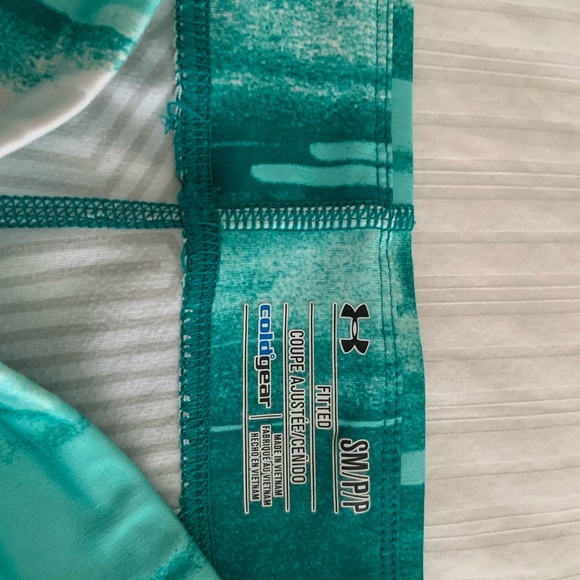 SM/P/P
FITTED
COUPE AJUSTÉE/CEÑIDO
coldgear
MADE IN VIETNAM
FABRIQUÉ AU VIETNAM
HECHO EN VIETNAM